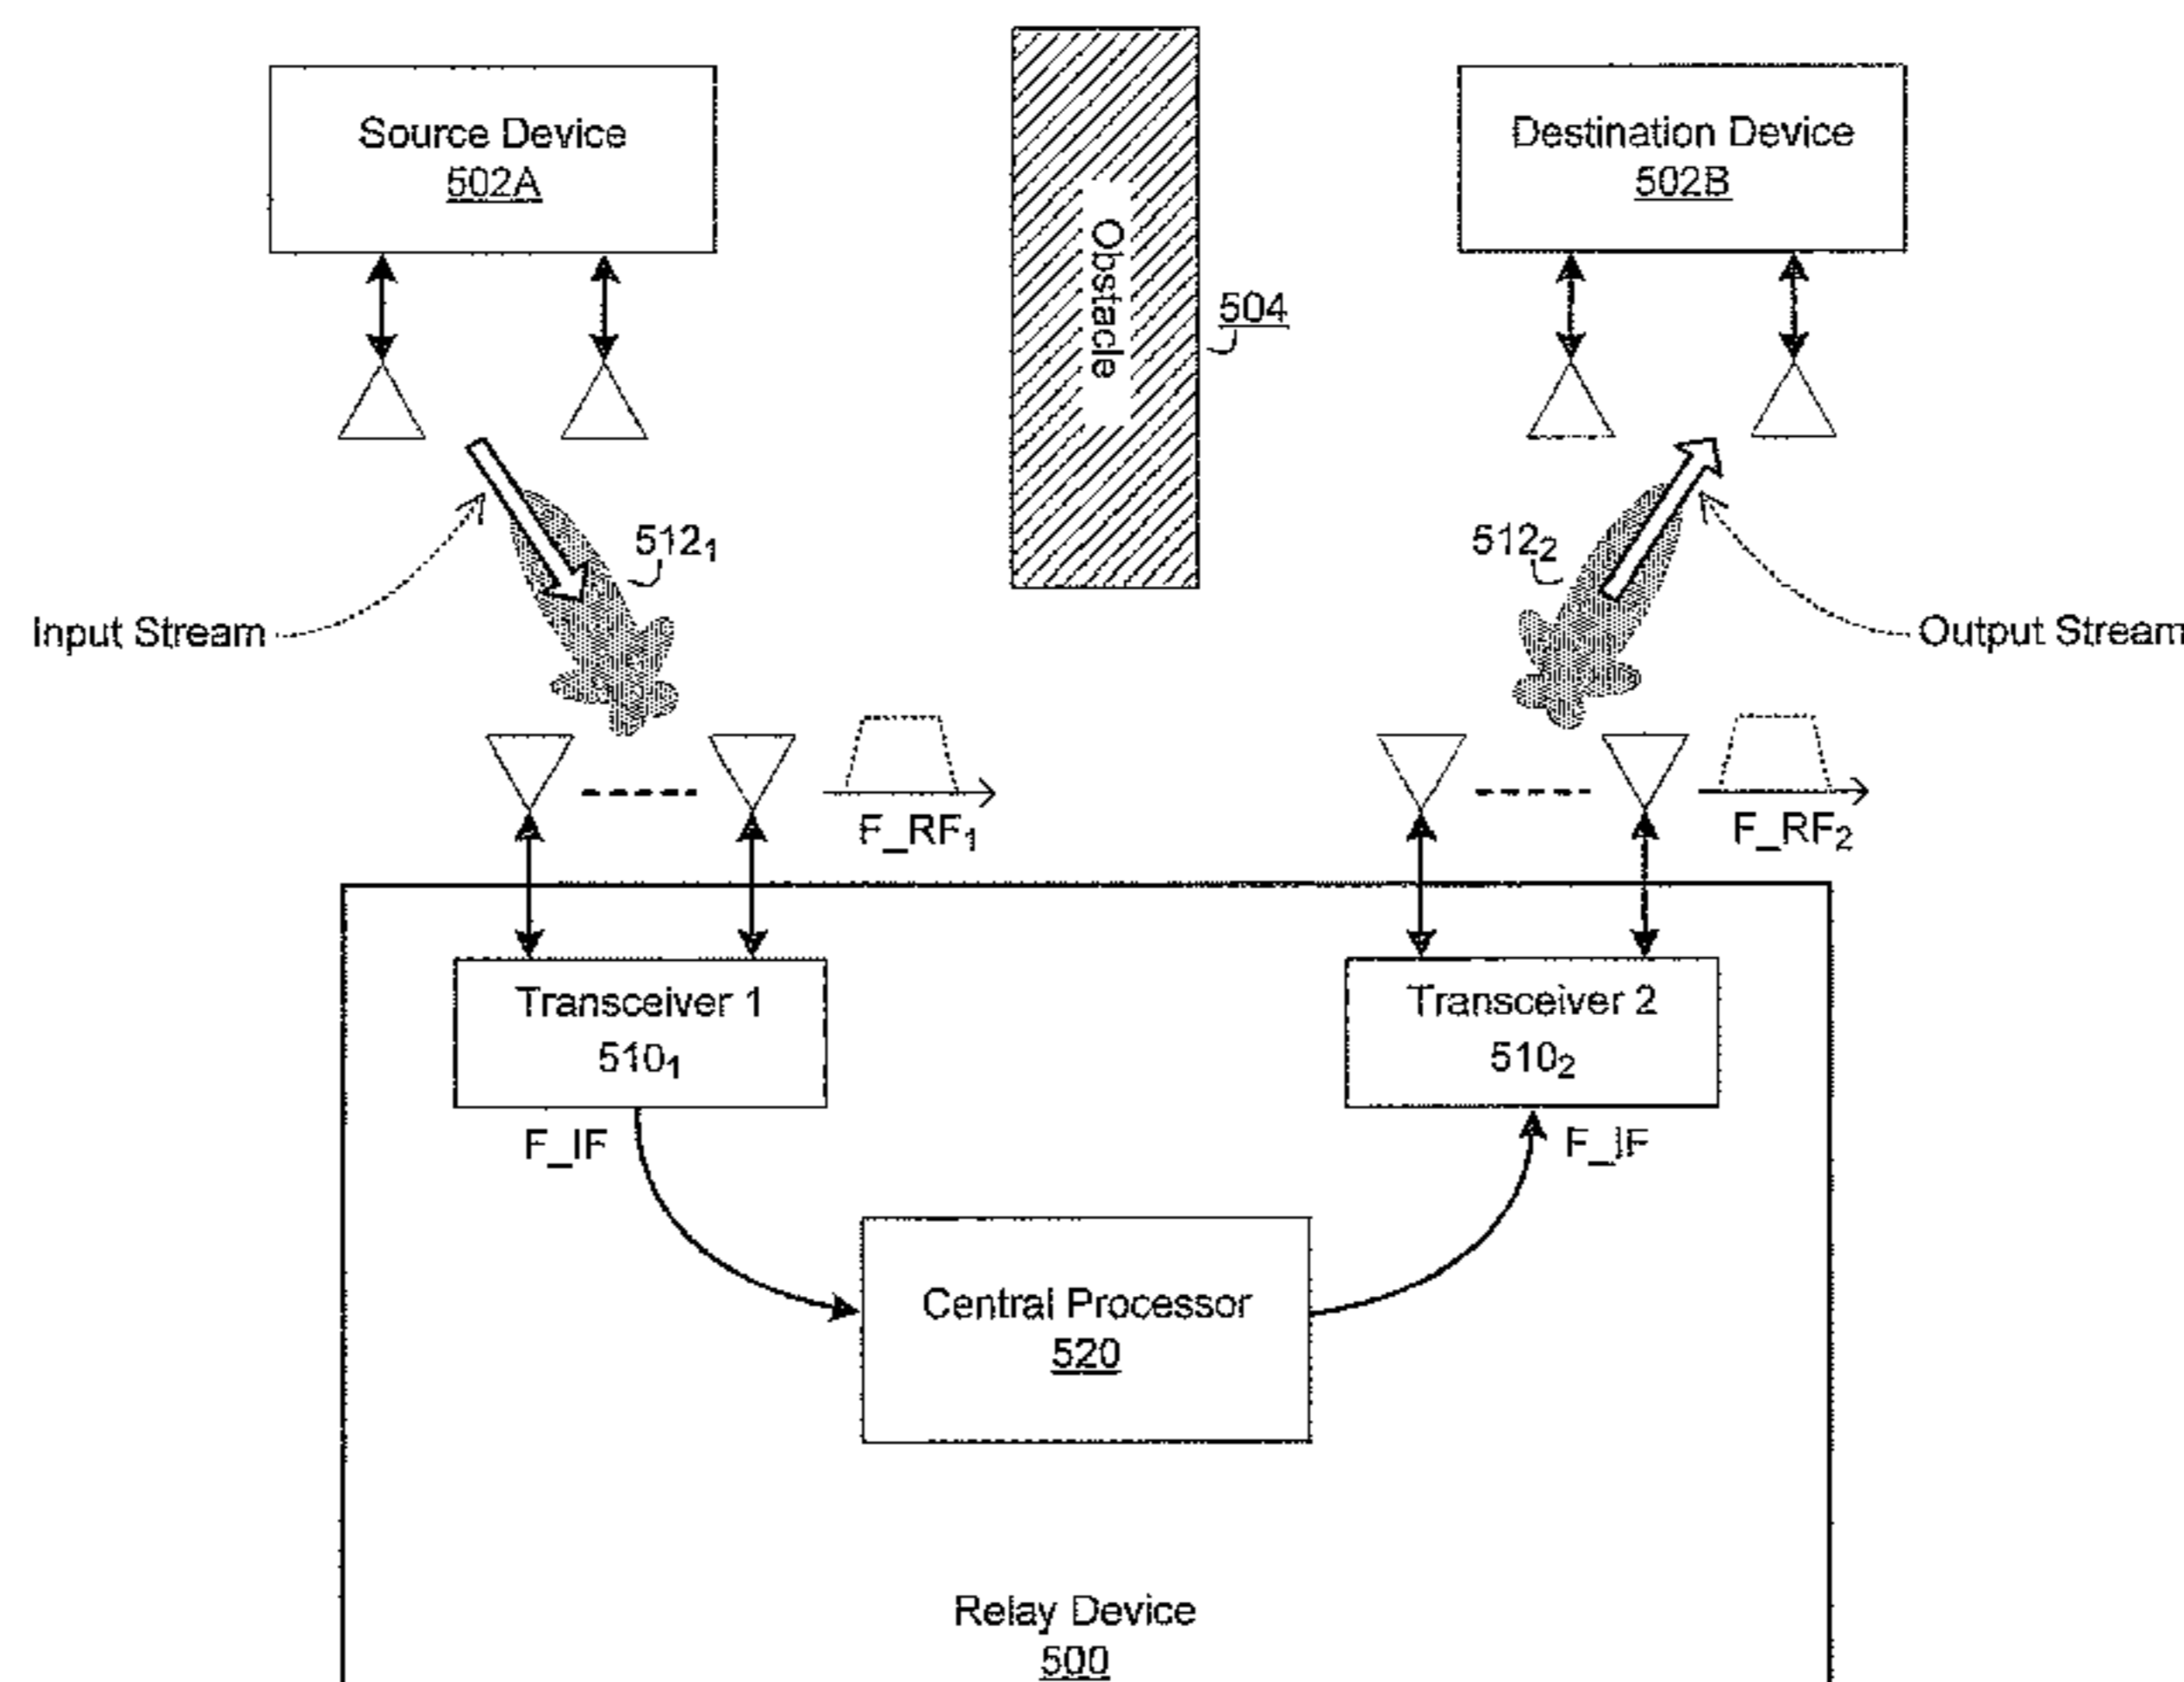 Source Device
502A
Destination Device
502B
Obstacle
504
512₁
512₂
Input Stream
Output Stream
F_RF₁
F_RF₂
Transceiver 1
510₁
Transceiver 2
510₂
F_IF
F_IF
Central Processor
520
Relay Device
500